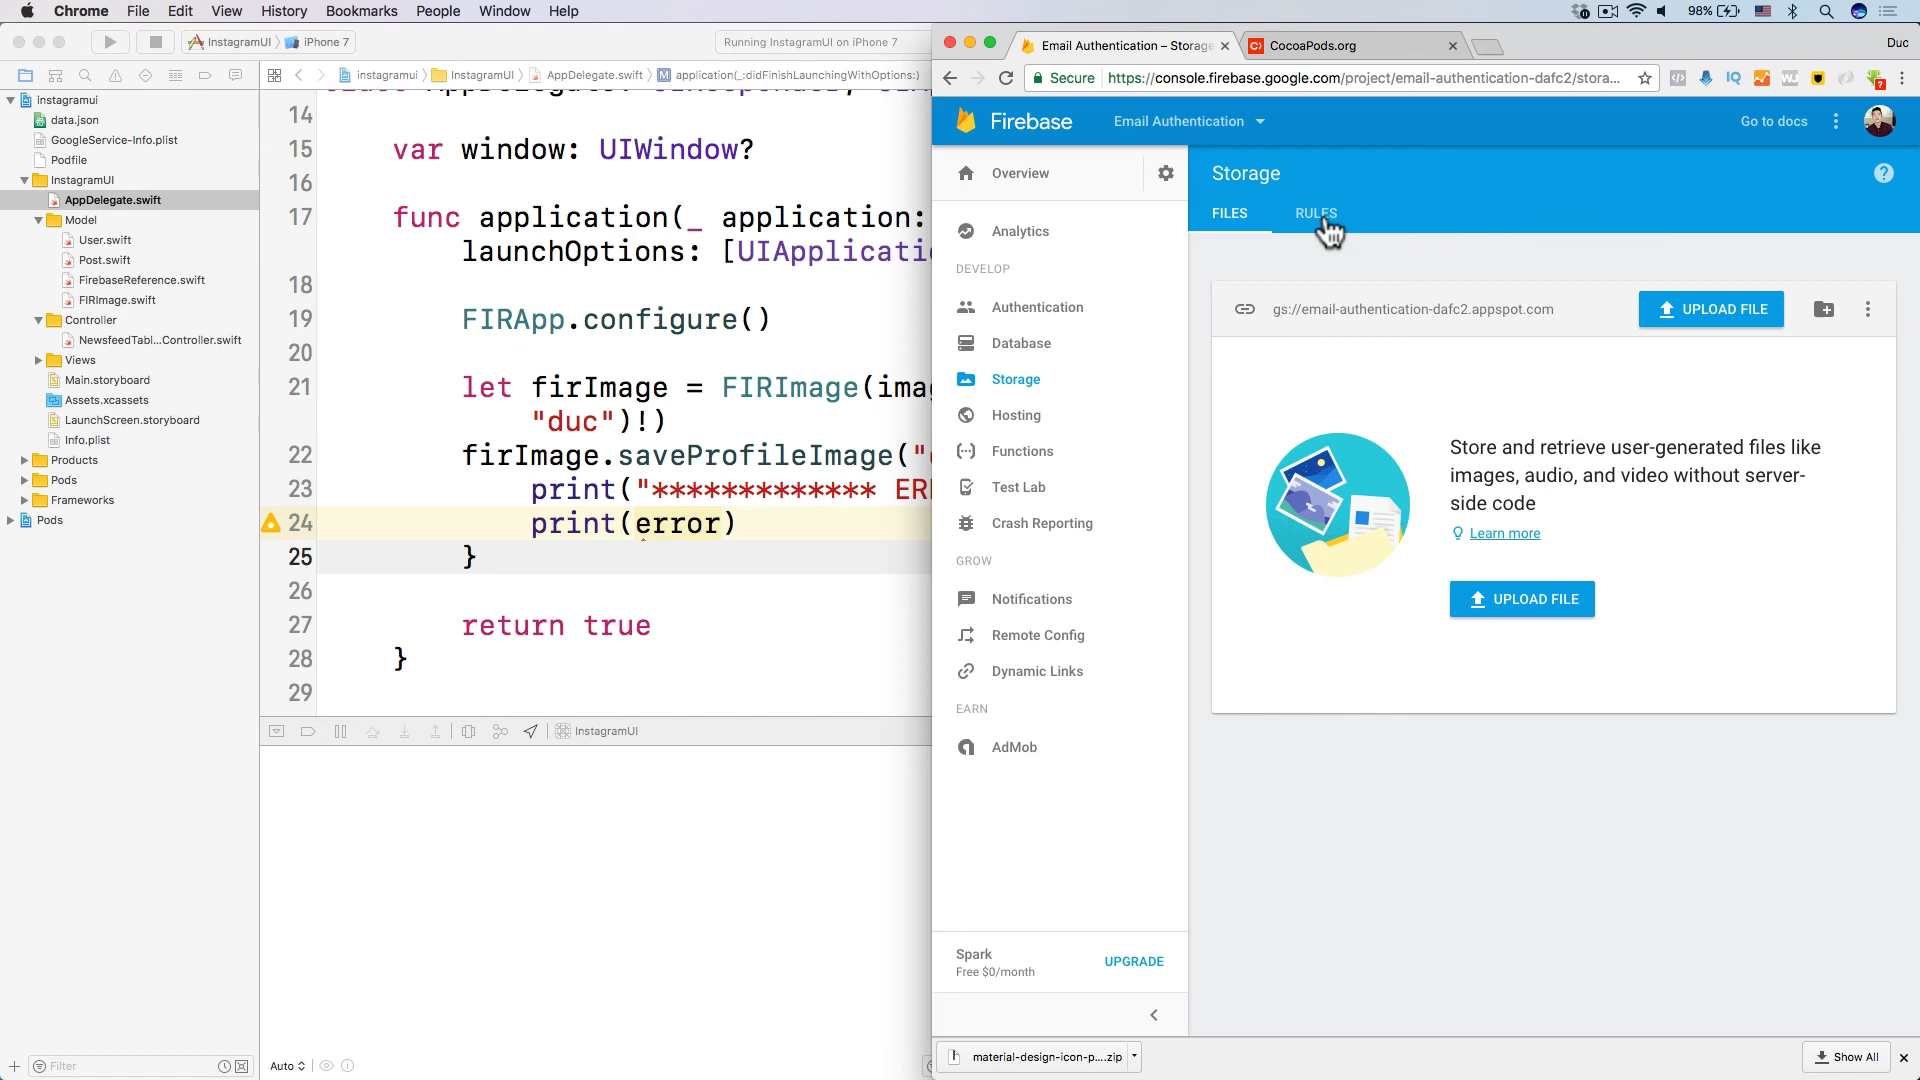 Chrome File Edit View History Bookmarks People Window Help
98%
InstagramUI iPhone 7
Running InstagramUI on iPhone 7
instagramui InstagramUI AppDelegate.swift M application(_:didFinishLaunchingWithOptions:)
instagramui
data.json
GoogleService-Info.plist
Podfile
InstagramUI
AppDelegate.swift
Model
User.swift
Post.swift
FirebaseReference.swift
FIRImage.swift
Controller
NewsfeedTabl...Controller.swift
Views
Main.storyboard
Assets.xcassets
LaunchScreen.storyboard
Info.plist
Products
Pods
Frameworks
Pods
Filter
14
15 var window: UIWindow?
16
17 func application(_ application:
launchOptions: [UIApplicati
18
19 FIRApp.configure()
20
21 let firImage = FIRImage(ima
"duc")!)
22 firImage.saveProfileImage("
23 print("************* ER
24 print(error)
25 }
26
27 return true
28 }
29
InstagramUI
Auto
Email Authentication – Storage
CocoaPods.org
Duc
Secure https://console.firebase.google.com/project/email-authentication-dafc2/stora...
IQ
Firebase Email Authentication Go to docs
Overview
Analytics
DEVELOP
Authentication
Database
Storage
Hosting
Functions
Test Lab
Crash Reporting
GROW
Notifications
Remote Config
Dynamic Links
EARN
AdMob
Spark
Free $0/month
UPGRADE
Storage
FILES RULES
gs://email-authentication-dafc2.appspot.com
UPLOAD FILE
Store and retrieve user-generated files like
images, audio, and video without server-
side code
Learn more
UPLOAD FILE
material-design-icon-p....zip
Show All